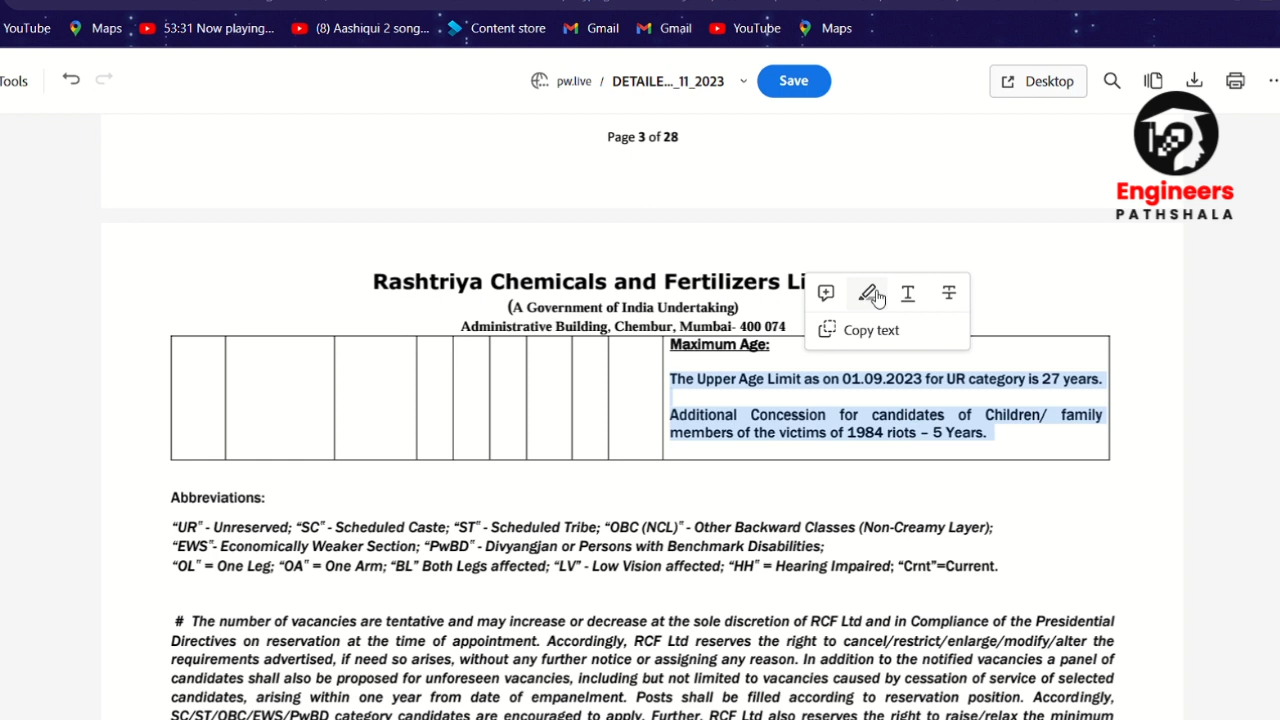 YouTube Maps 53:31 Now playing... (8) Aashiqui 2 song... Content store Gmail Gmail YouTube Maps
Tools pw.live / DETAILE..._11_2023 Save Desktop
Engineers
PATHSHALA
Page 3 of 28
Rashtriya Chemicals and Fertilizers Li
(A Government of India Undertaking)
Administrative Building, Chembur, Mumbai- 400 074
Copy text
Maximum Age:
The Upper Age Limit as on 01.09.2023 for UR category is 27 years.
Additional Concession for candidates of Children/ family
members of the victims of 1984 riots – 5 Years.
Abbreviations:
“UR” - Unreserved; “SC” - Scheduled Caste; “ST” - Scheduled Tribe; “OBC (NCL)” - Other Backward Classes (Non-Creamy Layer);
“EWS”- Economically Weaker Section; “PwBD” - Divyangjan or Persons with Benchmark Disabilities;
“OL” = One Leg; “OA” = One Arm; “BL” Both Legs affected; “LV” - Low Vision affected; “HH” = Hearing Impaired; “Crnt”=Current.
# The number of vacancies are tentative and may increase or decrease at the sole discretion of RCF Ltd and in Compliance of the Presidential
Directives on reservation at the time of appointment. Accordingly, RCF Ltd reserves the right to cancel/restrict/enlarge/modify/alter the
requirements advertised, if need so arises, without any further notice or assigning any reason. In addition to the notified vacancies a panel of
candidates shall also be proposed for unforeseen vacancies, including but not limited to vacancies caused by cessation of service of selected
candidates, arising within one year from date of empanelment. Posts shall be filled according to reservation position. Accordingly,
SC/ST/OBC/EWS/PwBD category candidates are encouraged to apply. Further, RCF Ltd also reserves the right to raise/relax the minimum